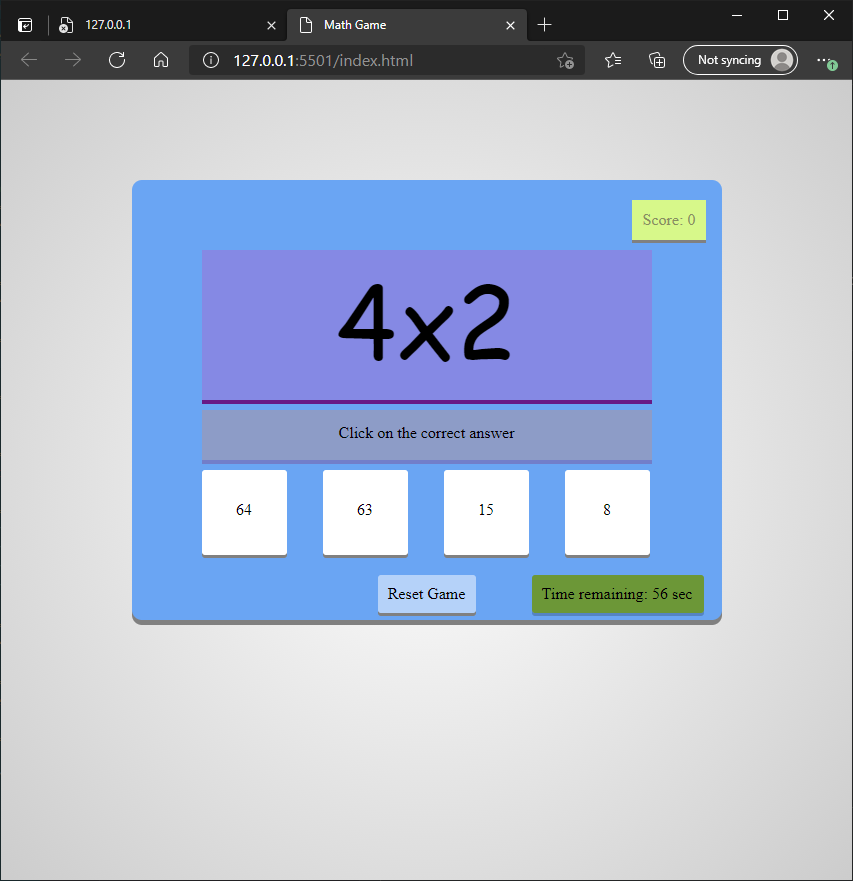 127.0.0.1
Math Game
127.0.0.1:5501/index.html
Not syncing
Score: 0
4x2
Click on the correct answer
64 63 15 8
Reset Game
Time remaining: 56 sec